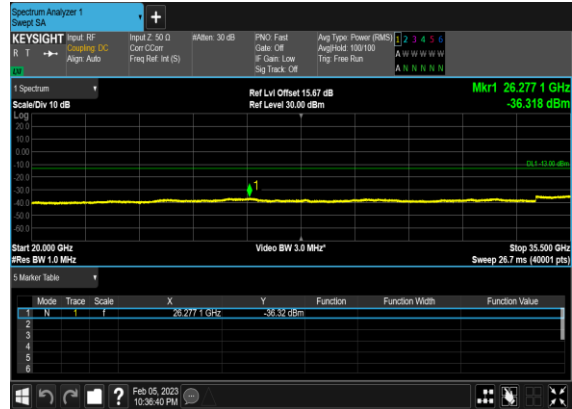 Spectrum Analyzer 1
Swept SA
+
KEYSIGHT Input: RF Input Z: 50 Ω #Atten: 30 dB PNO: Fast Avg Type: Power (RMS) 1 2 3 4 5 6
R T Coupling: DC Corr CCorr Gate: Off Avg|Hold: 100/100 A W W W W W
Align: Auto Freq Ref: Int (S) IF Gain: Low Trig: Free Run
Sig Track: Off A N N N N N
1 Spectrum Ref Lvl Offset 15.67 dB Mkr1 26.277 1 GHz
Scale/Div 10 dB Ref Level 30.00 dBm -36.318 dBm
Log
20.0
10.0
0.00
-10.0 DL1 -13.00 dBm
-20.0
-30.0 1
-40.0
-50.0
-60.0
Start 20.000 GHz Video BW 3.0 MHz* Stop 35.500 GHz
#Res BW 1.0 MHz Sweep 26.7 ms (40001 pts)
5 Marker Table
Mode Trace Scale X Y Function Function Width Function Value
1 N 1 f 26.277 1 GHz -36.32 dBm
2
3
4
5
6
? Feb 05, 2023
10:36:40 PM